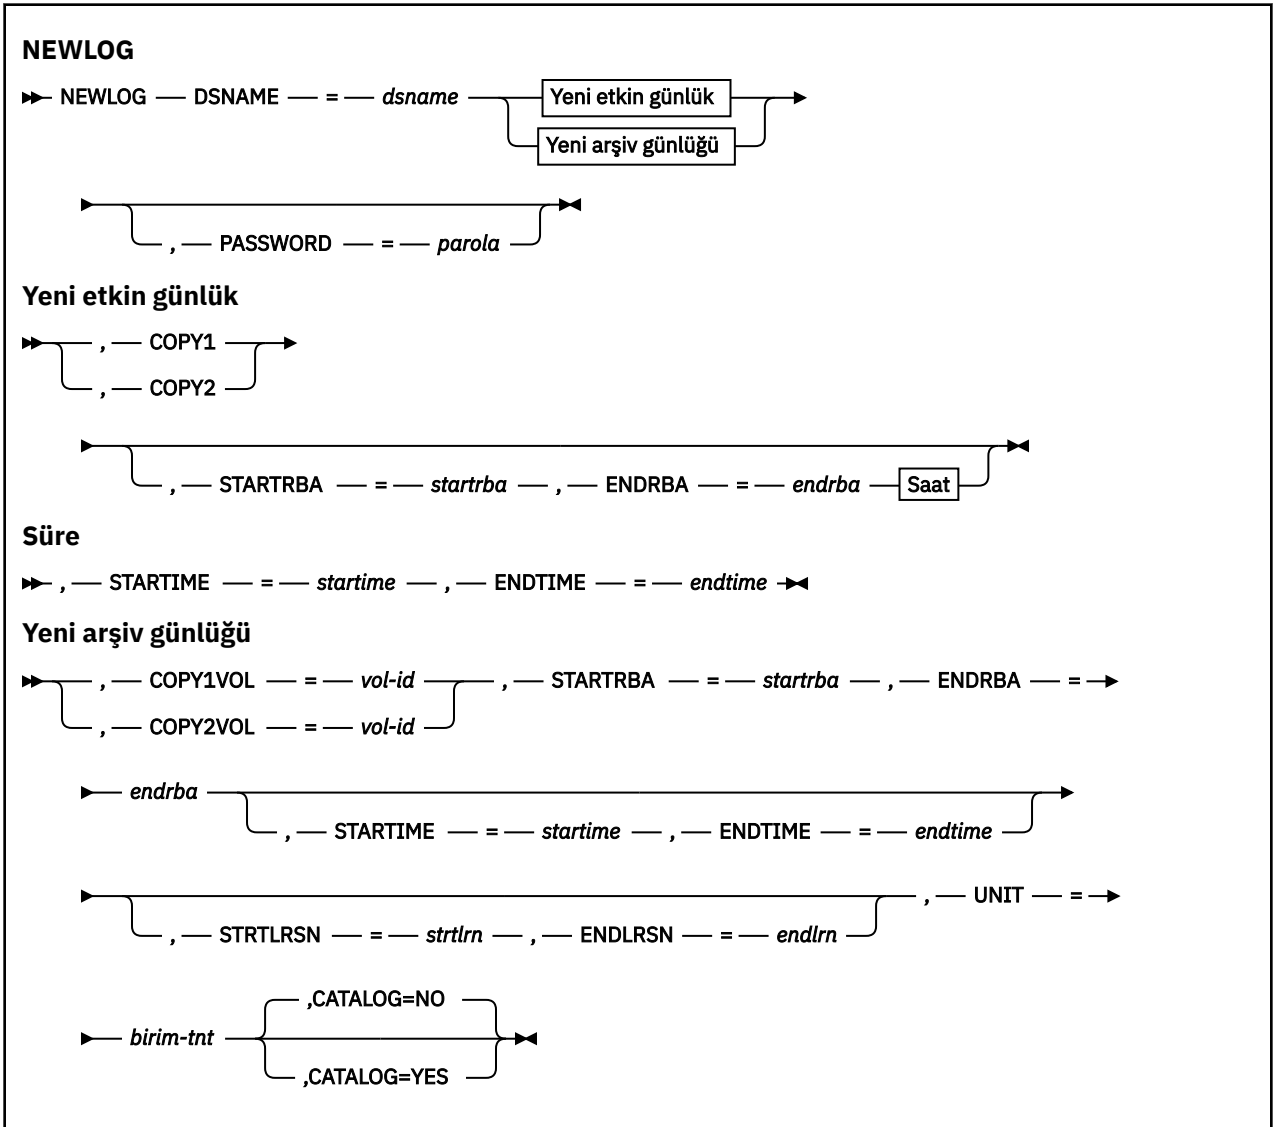 NEWLOG
NEWLOG DSNAME = dsname Yeni etkin günlük
Yeni arşiv günlüğü
, PASSWORD = parola
Yeni etkin günlük
, COPY1
, COPY2
, STARTRBA = startrba , ENDRBA = endrba Saat
Süre
, STARTIME = startime , ENDTIME = endtime
Yeni arşiv günlüğü
, COPY1VOL = vol-id , STARTRBA = startrba , ENDRBA =
, COPY2VOL = vol-id
endrba
, STARTIME = startime , ENDTIME = endtime
, UNIT =
, STRTLRSN = strtlrn , ENDLRSN = endlrn
,CATALOG=NO
birim-tnt
,CATALOG=YES